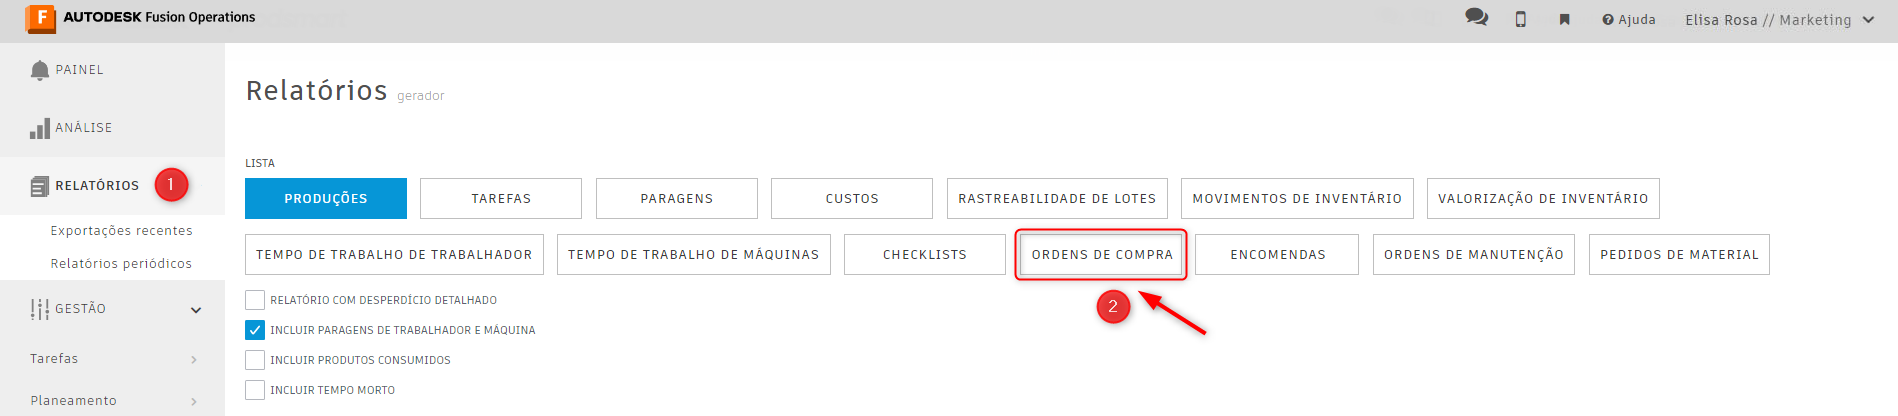 F AUTODESK Fusion Operations
Ajuda
Elisa Rosa // Marketing
PAINEL
ANÁLISE
RELATÓRIOS 1
Exportações recentes
Relatórios periódicos
GESTÃO
Tarefas
Planeamento
Relatórios gerador
LISTA
PRODUÇÕES TAREFAS PARAGENS CUSTOS RASTREABILIDADE DE LOTES MOVIMENTOS DE INVENTÁRIO VALORIZAÇÃO DE INVENTÁRIO
TEMPO DE TRABALHO DE TRABALHADOR TEMPO DE TRABALHO DE MÁQUINAS CHECKLISTS ORDENS DE COMPRA ENCOMENDAS ORDENS DE MANUTENÇÃO PEDIDOS DE MATERIAL
2
RELATÓRIO COM DESPERDÍCIO DETALHADO
INCLUIR PARAGENS DE TRABALHADOR E MÁQUINA
INCLUIR PRODUTOS CONSUMIDOS
INCLUIR TEMPO MORTO